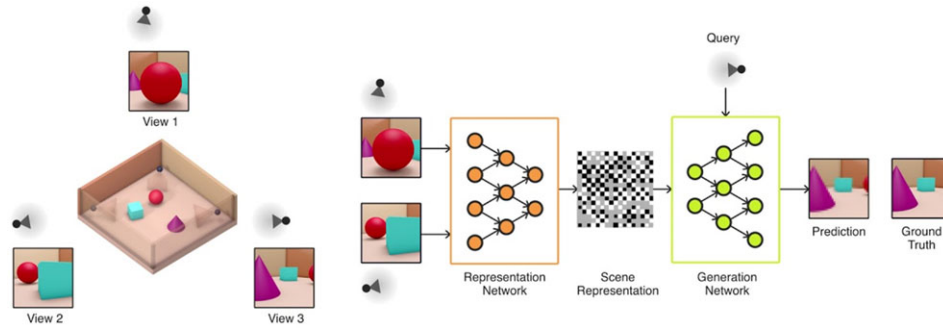 View 1
View 2
View 3
Query
Representation
Network
Scene
Representation
Generation
Network
Prediction
Ground
Truth